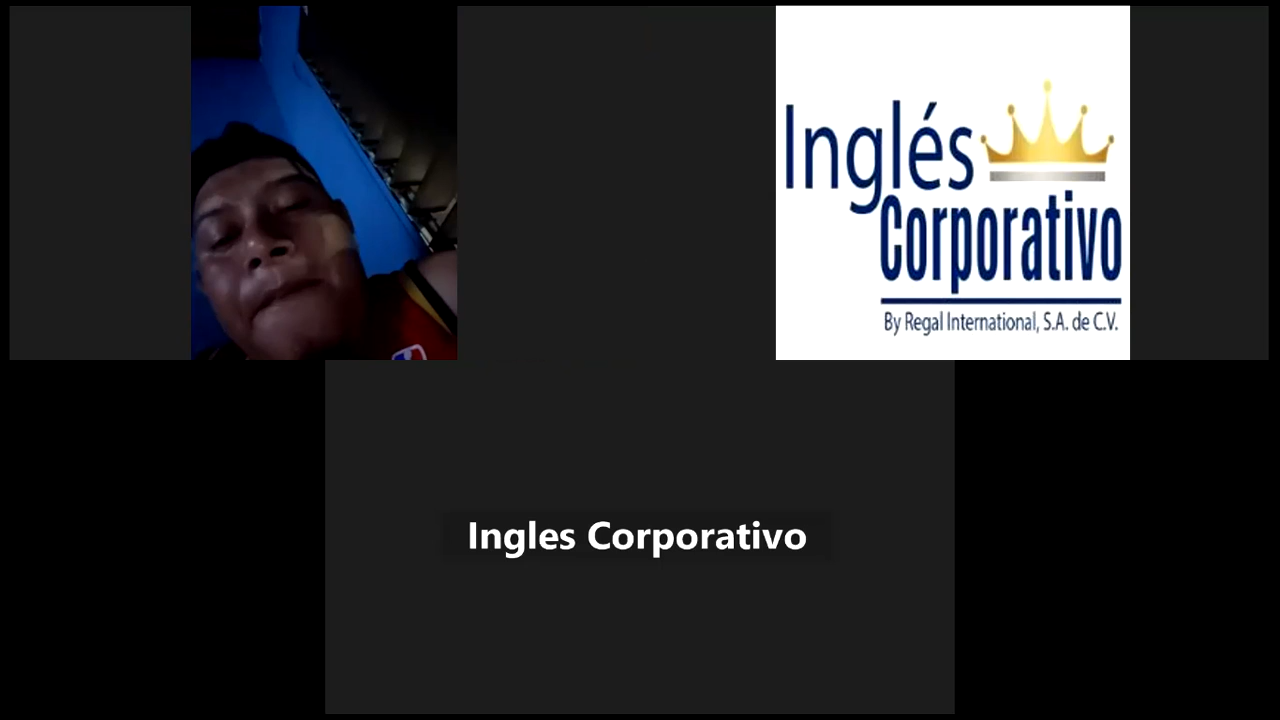 Inglés
Corporativo
By Regal International, S.A. de C.V.
Ingles Corporativo